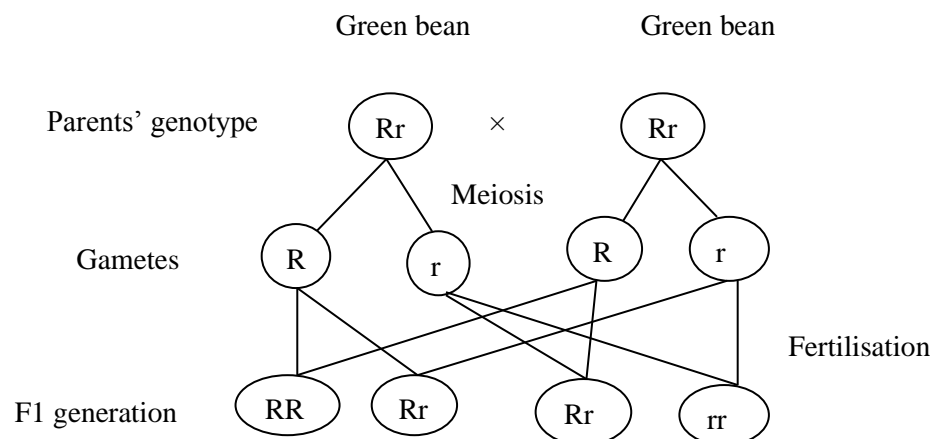 Green bean Green bean
Parents’ genotype Rr × Rr
Meiosis
Gametes R r R r
Fertilisation
F1 generation RR Rr Rr rr